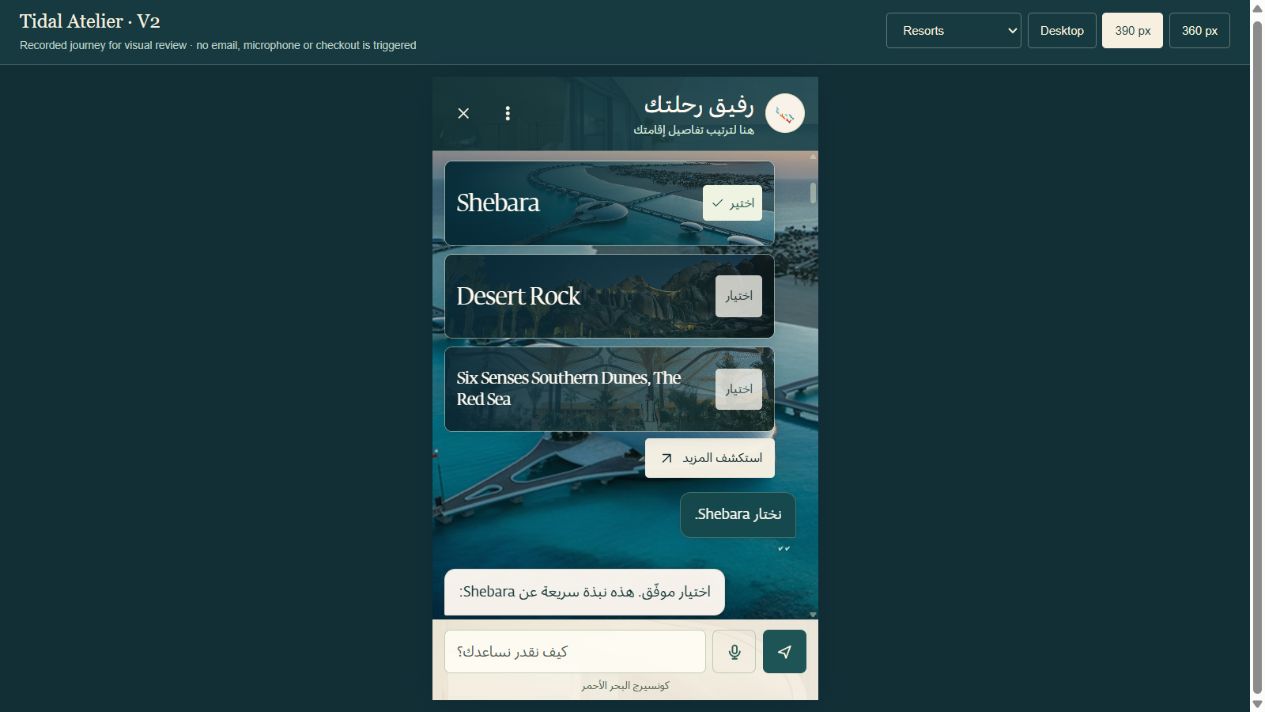 Tidal Atelier · V2
Recorded journey for visual review · no email, microphone or checkout is triggered
Resorts
Desktop
390 px
360 px
رفيق رحلتك
هنا لترتيب تفاصيل إقامتك
Shebara
اختير
Desert Rock
اختيار
Six Senses Southern Dunes, The
Red Sea
اختيار
استكشف المزيد
نختار Shebara.
اختيار موفّق. هذه نبذة سريعة عن Shebara:
كيف نقدر نساعدك؟
كونسيرج البحر الأحمر